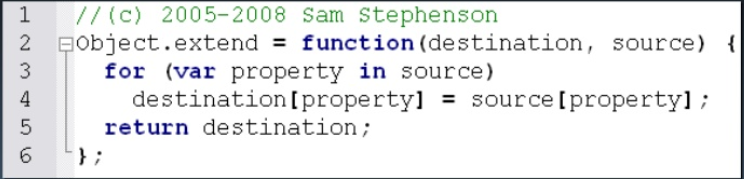 1 //(c) 2005-2008 Sam Stephenson
2 Object.extend = function(destination, source) {
3 for (var property in source)
4 destination[property] = source[property];
5 return destination;
6 };